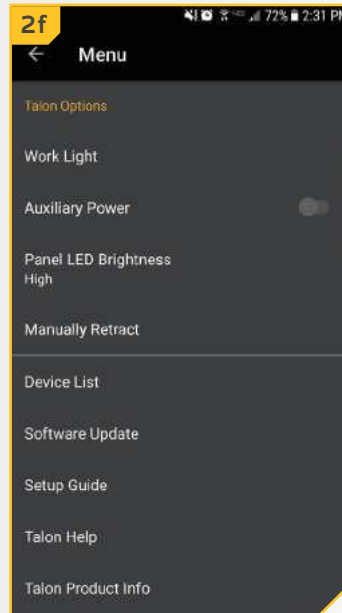 2f
72% 2:31 PM
← Menu
Talon Options
Work Light
Auxiliary Power
Panel LED Brightness
High
Manually Retract
Device List
Software Update
Setup Guide
Talon Help
Talon Product Info